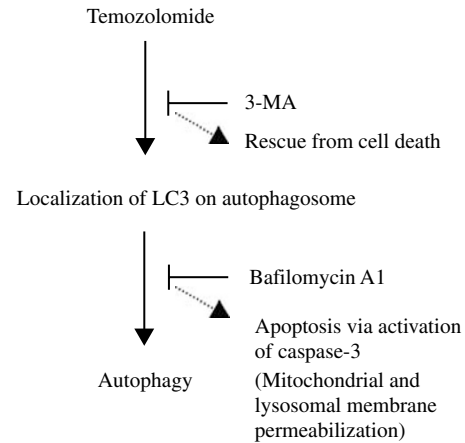 Temozolomide
3-MA
Rescue from cell death
Localization of LC3 on autophagosome
Bafilomycin A1
Apoptosis via activation
of caspase-3
Autophagy
(Mitochondrial and
lysosomal membrane
permeabilization)